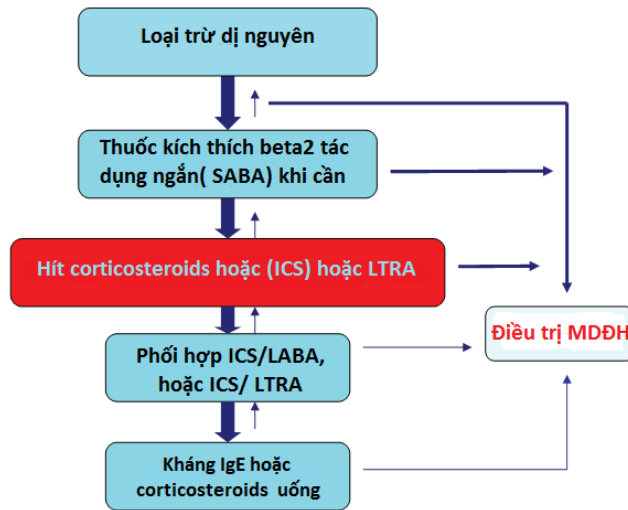 Loại trừ dị nguyên
Thuốc kích thích beta2 tác
dụng ngắn( SABA) khi cần
Hít corticosteroids hoặc (ICS) hoặc LTRA
Phối hợp ICS/LABA,
hoặc ICS/ LTRA
Điều trị MDĐH
Kháng IgE hoặc
corticosteroids uống